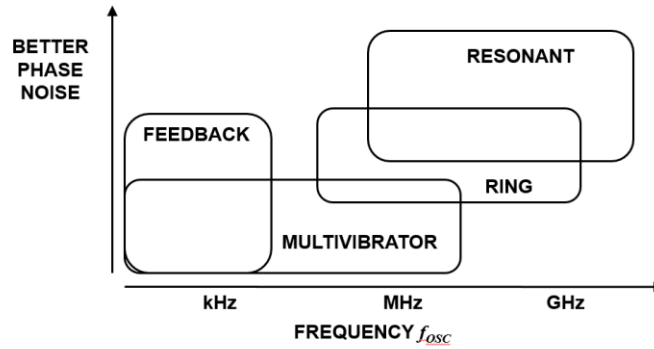 BETTER
PHASE
NOISE
RESONANT
FEEDBACK
RING
MULTIVIBRATOR
kHz MHz GHz
FREQUENCY fOSC